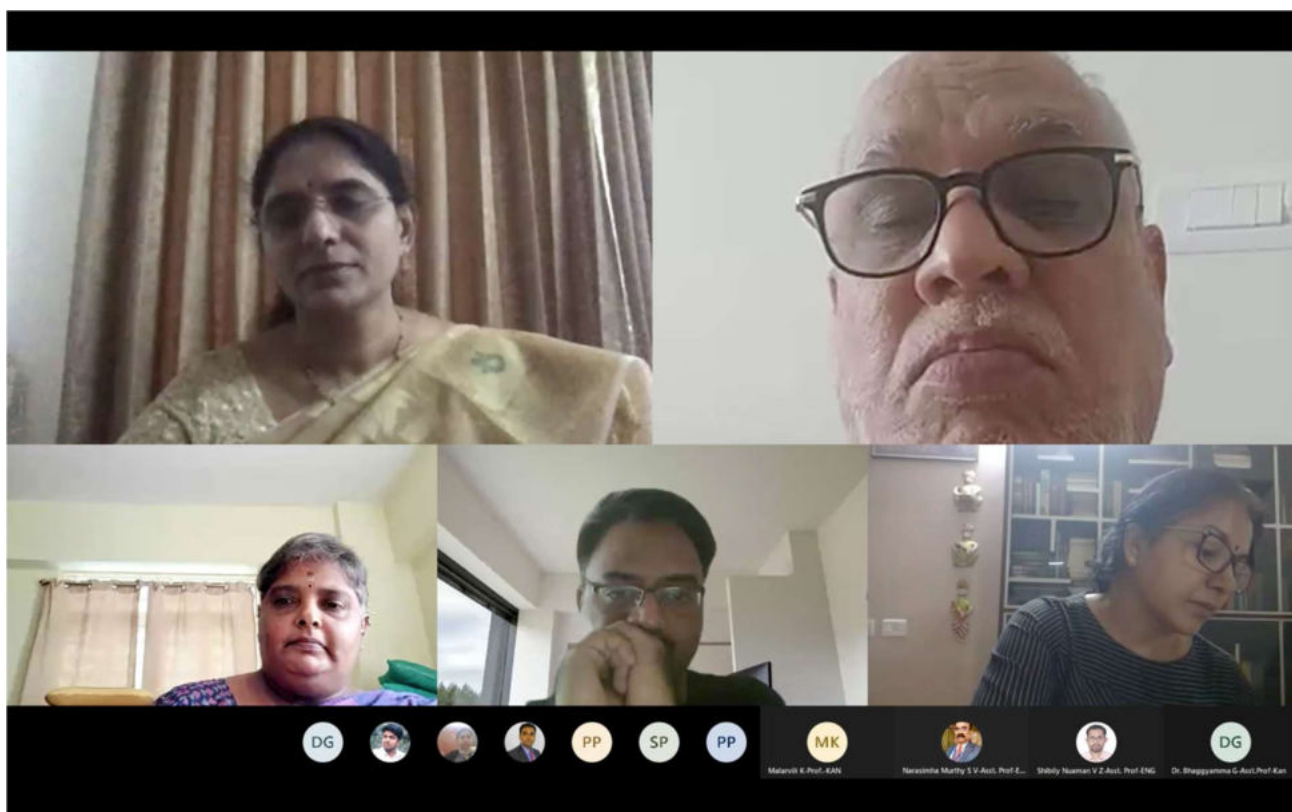 DG
PP
SP
PP
MK
DG
Malarvili K-Prof.-KAN
Narasimha Murthy S V-Asst. Prof-E...
Shibily Nuaman V Z-Asst. Prof-ENG
Dr. Bhaggyamma G-Asst.Prof-Kan